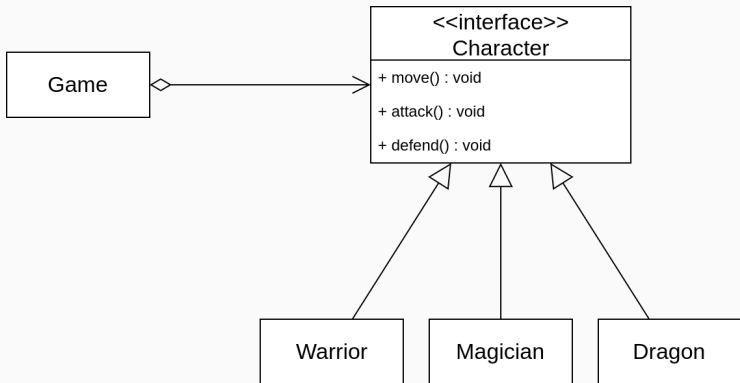 <<interface>>
Character
Game
+ move() : void
+ attack() : void
+ defend() : void
Warrior
Magician
Dragon